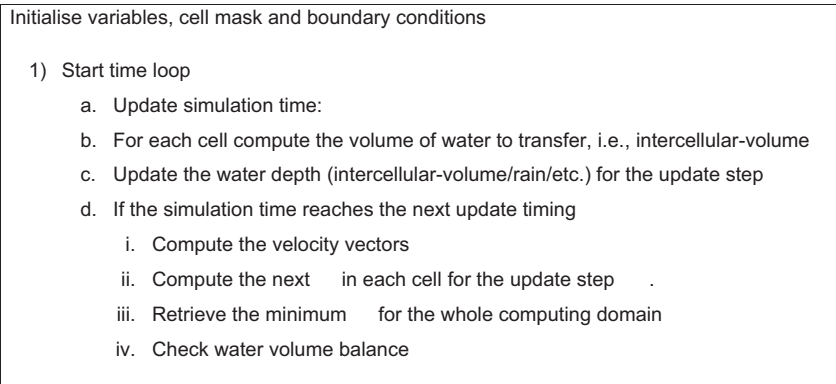 Initialise variables, cell mask and boundary conditions
1) Start time loop
a. Update simulation time:
b. For each cell compute the volume of water to transfer, i.e., intercellular-volume
c. Update the water depth (intercellular-volume/rain/etc.) for the update step
d. If the simulation time reaches the next update timing
i. Compute the velocity vectors
ii. Compute the next in each cell for the update step .
iii. Retrieve the minimum for the whole computing domain
iv. Check water volume balance